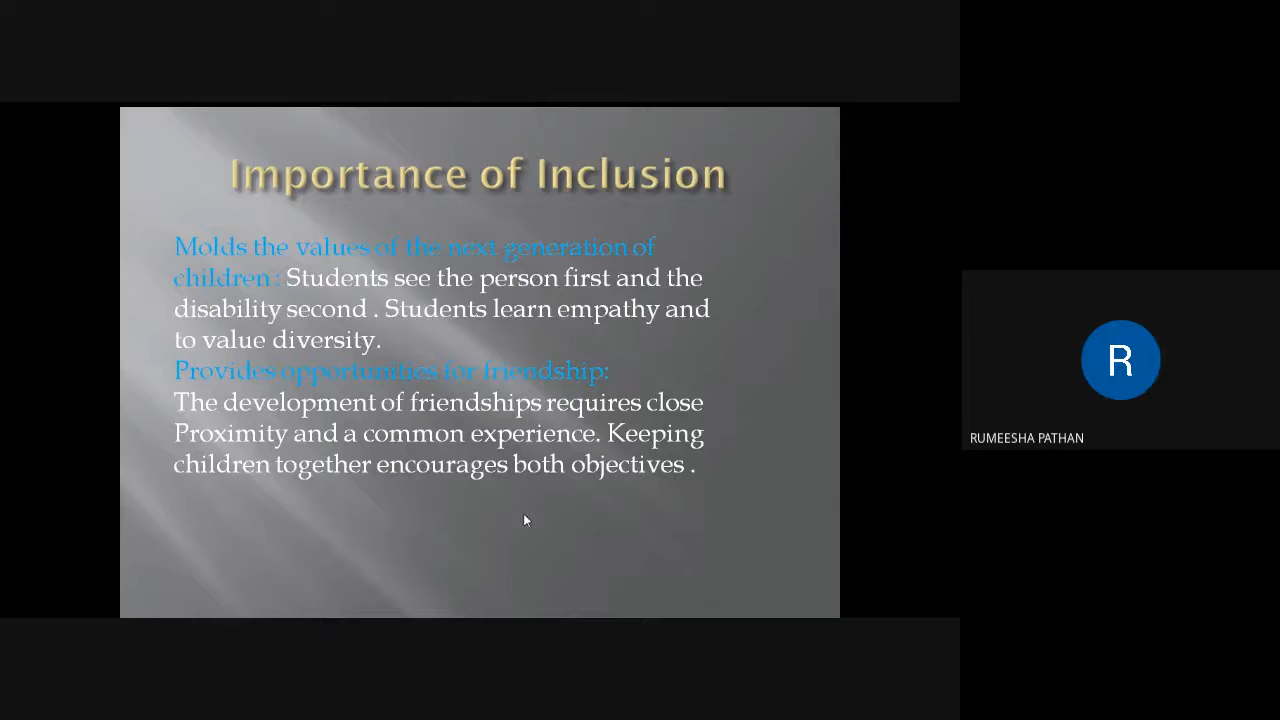 Importance of Inclusion
Molds the values of the next generation of
children : Students see the person first and the
disability second . Students learn empathy and
to value diversity.
Provides opportunities for friendship:
The development of friendships requires close
Proximity and a common experience. Keeping
children together encourages both objectives .
R
RUMEESHA PATHAN